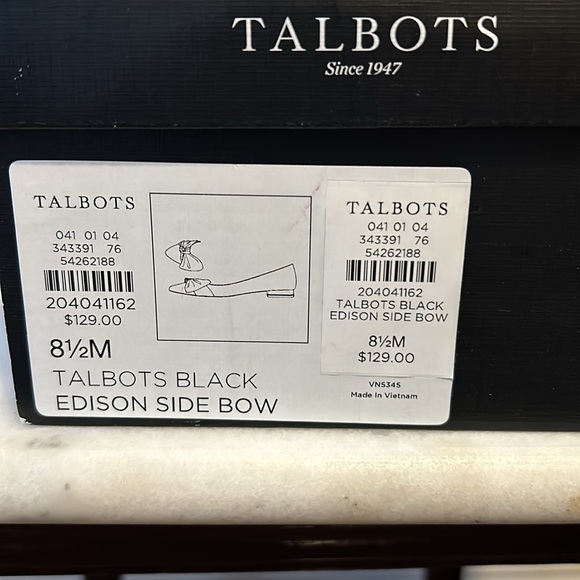 TALBOTS
Since 1947
TALBOTS
041 01 04
343391 76
54262188
204041162
$129.00
8½M
TALBOTS BLACK
EDISON SIDE BOW
TALBOTS
041 01 04
343391 76
54262188
204041162
TALBOTS BLACK
EDISON SIDE BOW
8½M
$129.00
VN5345
Made In Vietnam